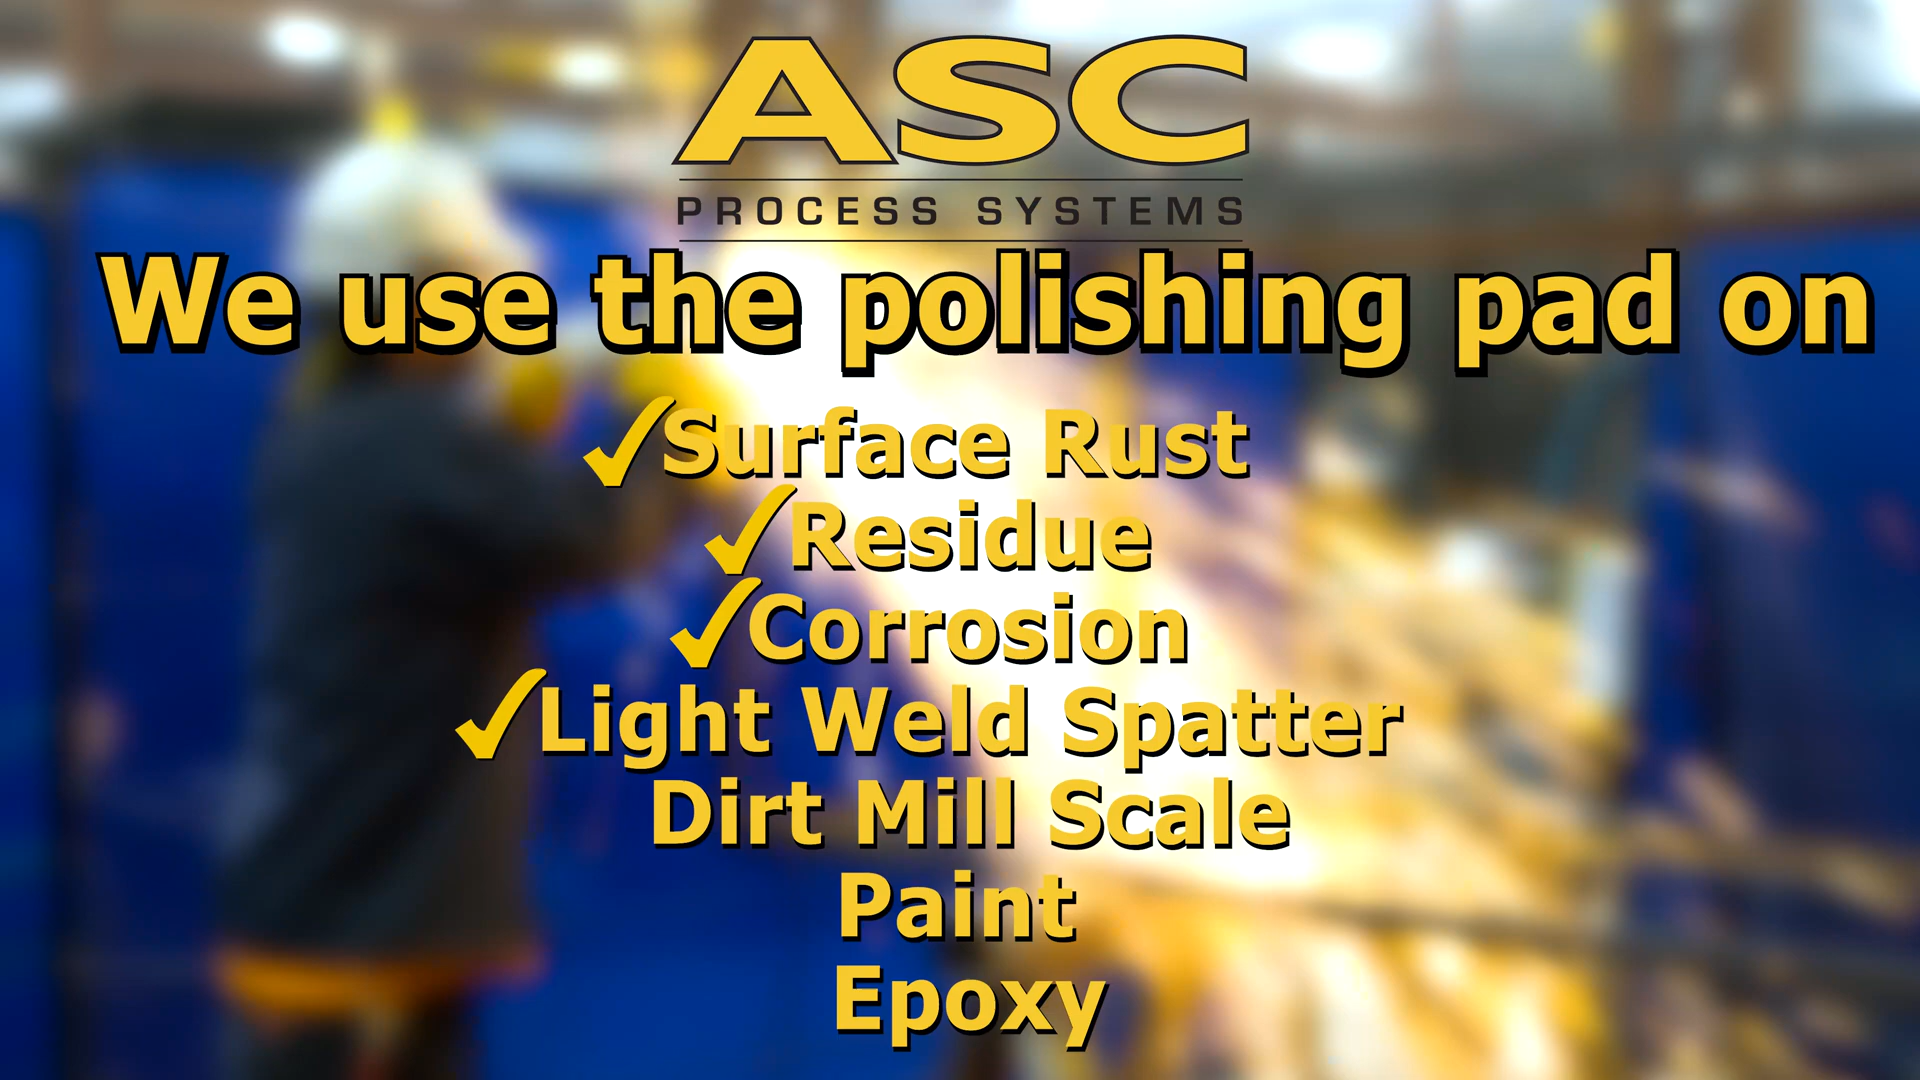 ASC
PROCESS SYSTEMS
We use the polishing pad on
✓Surface Rust
✓Residue
✓Corrosion
✓Light Weld Spatter
Dirt Mill Scale
Paint
Epoxy